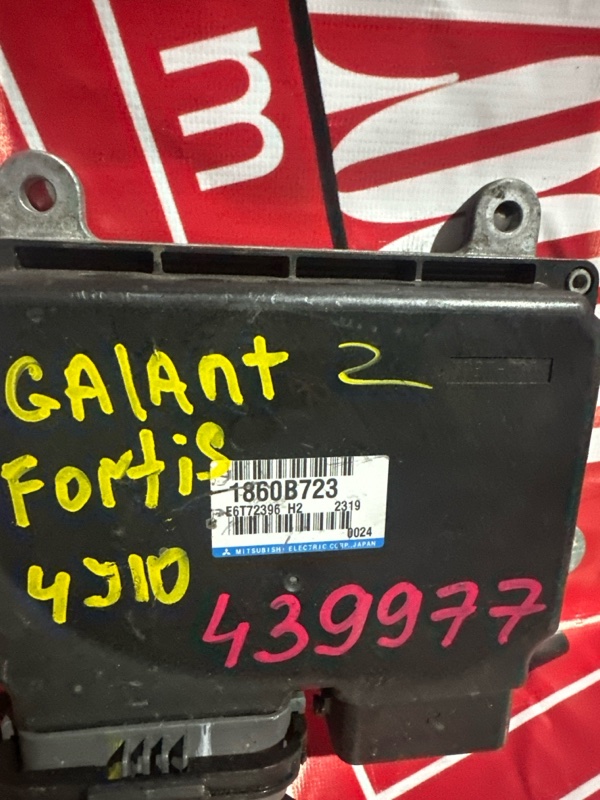 GAlAnt 2
Fortis
1860B723
E6T72396 H2 2319
0024
MITSUBISHI ELECTRIC CORP. JAPAN
4J10
439977